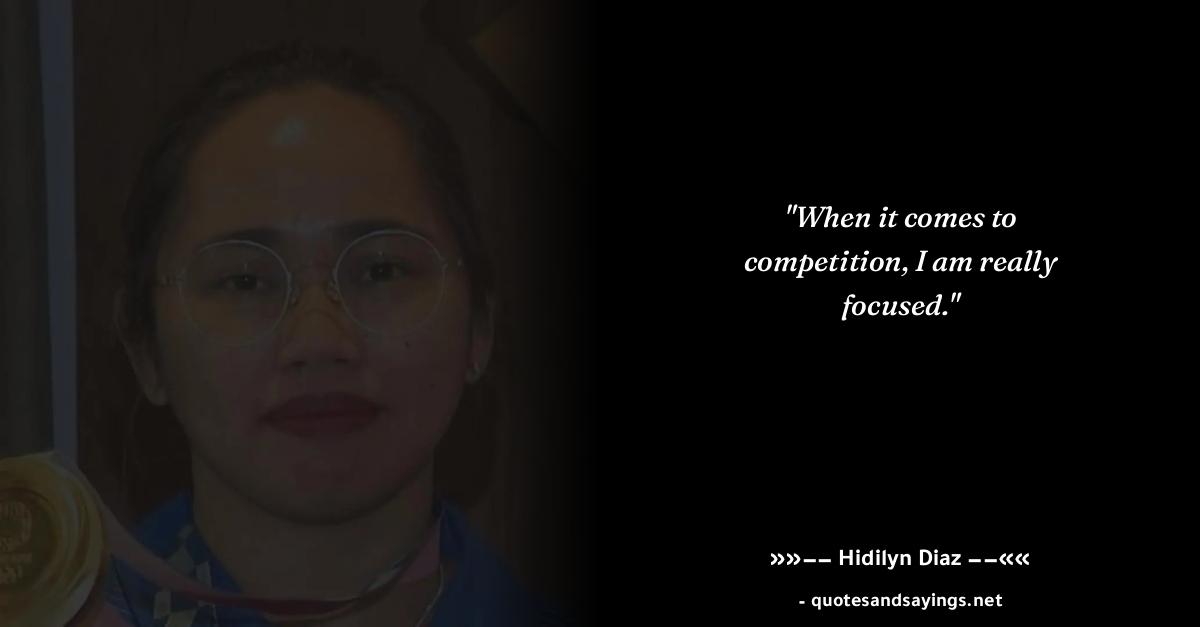 "When it comes to
competition, I am really
focused."
»»–– Hidilyn Diaz ––««
- quotesandsayings.net